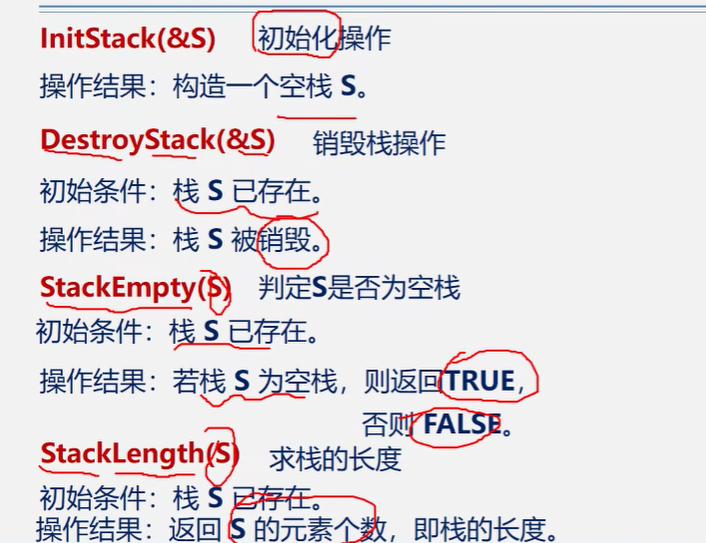 InitStack(&S) 初始化操作
操作结果：构造一个空栈 S。
DestroyStack(&S) 销毁栈操作
初始条件：栈 S 已存在。
操作结果：栈 S 被销毁。
StackEmpty(S) 判定S是否为空栈
初始条件：栈 S 已存在。
操作结果：若栈 S 为空栈，则返回TRUE，
否则 FALSE。
StackLength(S) 求栈的长度
初始条件：栈 S 已存在。
操作结果：返回 S 的元素个数，即栈的长度。